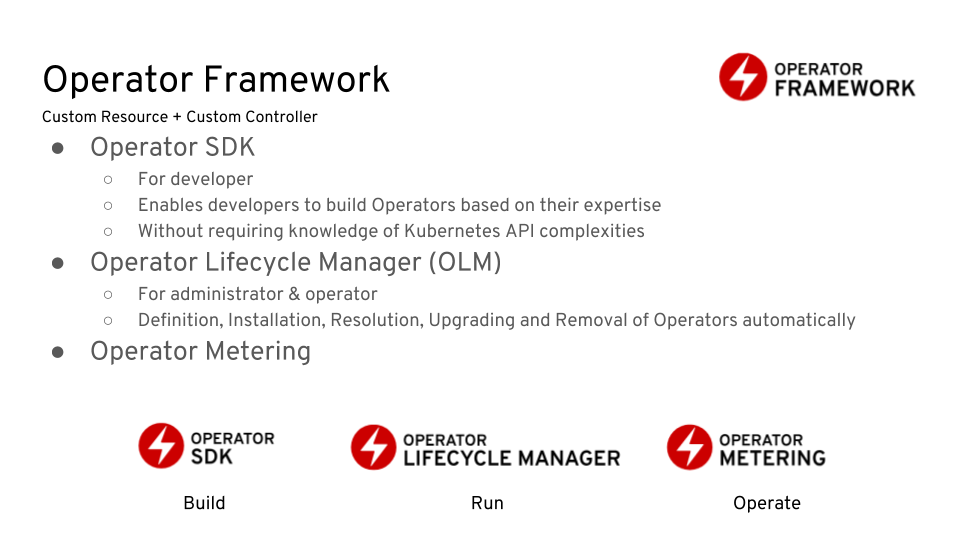 Operator Framework
OPERATOR
FRAMEWORK
Custom Resource + Custom Controller
● Operator SDK
○ For developer
○ Enables developers to build Operators based on their expertise
○ Without requiring knowledge of Kubernetes API complexities
● Operator Lifecycle Manager (OLM)
○ For administrator & operator
○ Definition, Installation, Resolution, Upgrading and Removal of Operators automatically
● Operator Metering
OPERATOR
SDK
OPERATOR
LIFECYCLE MANAGER
OPERATOR
METERING
Build
Run
Operate